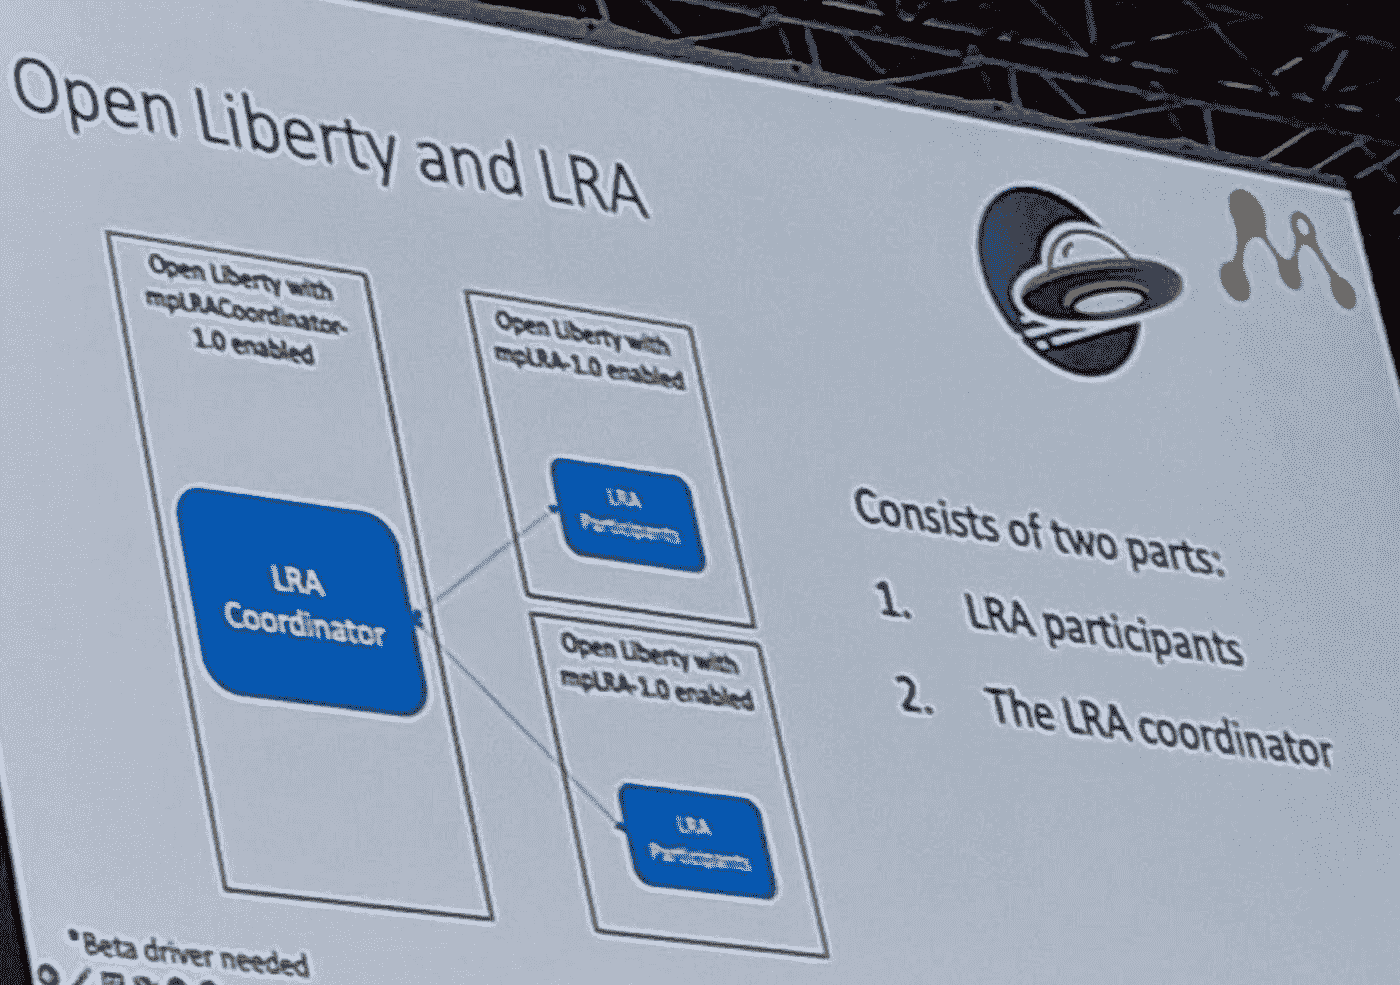 Open Liberty and LRA
Open Liberty with
mpLRACoordinator-
1.0 enabled
LRA
Coordinator
Open Liberty with
mpLRA-1.0 enabled
LRA
Participants
Open Liberty with
mpLRA-1.0 enabled
LRA
Participants
Consists of two parts:
1. LRA participants
2. The LRA coordinator
*Beta driver needed